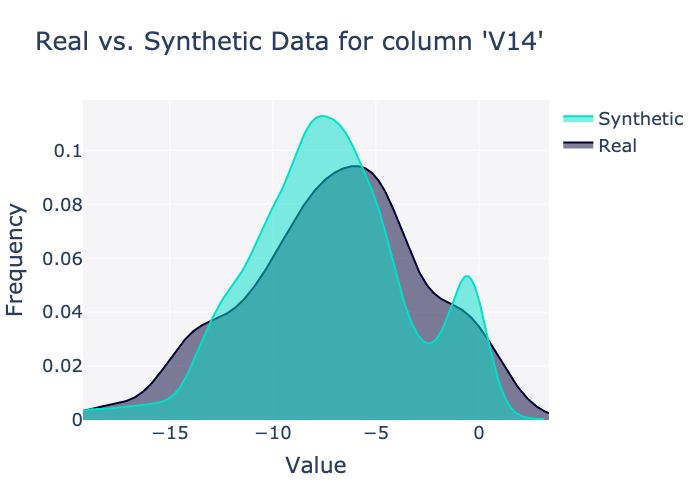 Real vs. Synthetic Data for column 'V14'
Synthetic
Real
Frequency
0.1
0.08
0.06
0.04
0.02
0
−15
−10
−5
0
Value